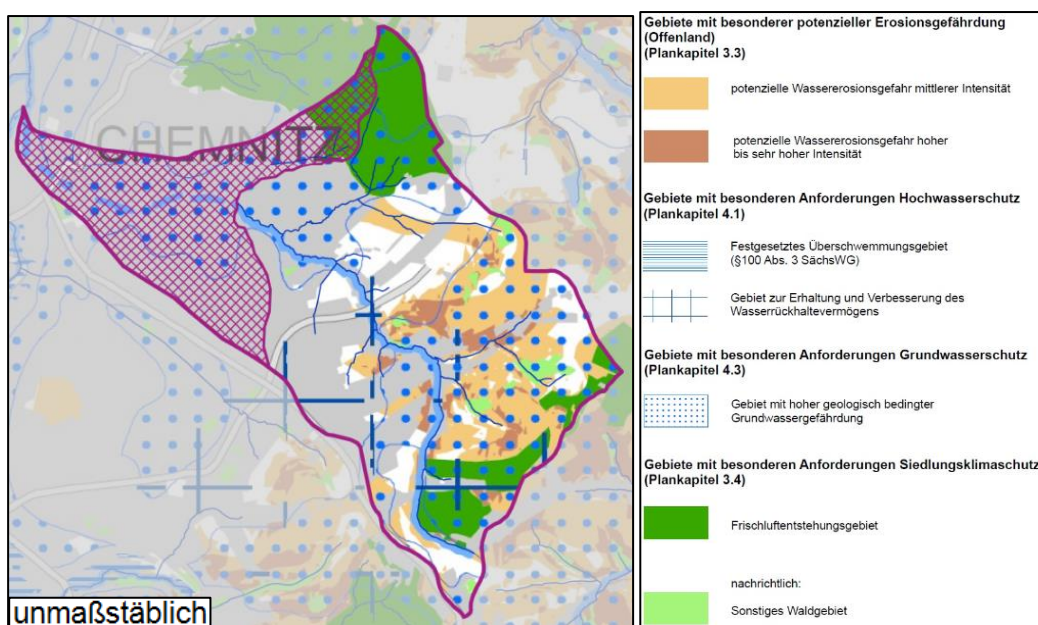 CHEMNITZ
unmaßstäblich
Gebiete mit besonderer potenzieller Erosionsgefährdung
(Offenland)
(Plankapitel 3.3)
potenzielle Wassererosionsgefahr mittlerer Intensität
potenzielle Wassererosionsgefahr hoher
bis sehr hoher Intensität
Gebiete mit besonderen Anforderungen Hochwasserschutz
(Plankapitel 4.1)
Festgesetztes Überschwemmungsgebiet
(§100 Abs. 3 SächsWG)
Gebiet zur Erhaltung und Verbesserung des
Wasserrückhaltevermögens
Gebiete mit besonderen Anforderungen Grundwasserschutz
(Plankapitel 4.3)
Gebiet mit hoher geologisch bedingter
Grundwassergefährdung
Gebiete mit besonderen Anforderungen Siedlungsklimaschutz
(Plankapitel 3.4)
Frischluftentstehungsgebiet
nachrichtlich:
Sonstiges Waldgebiet